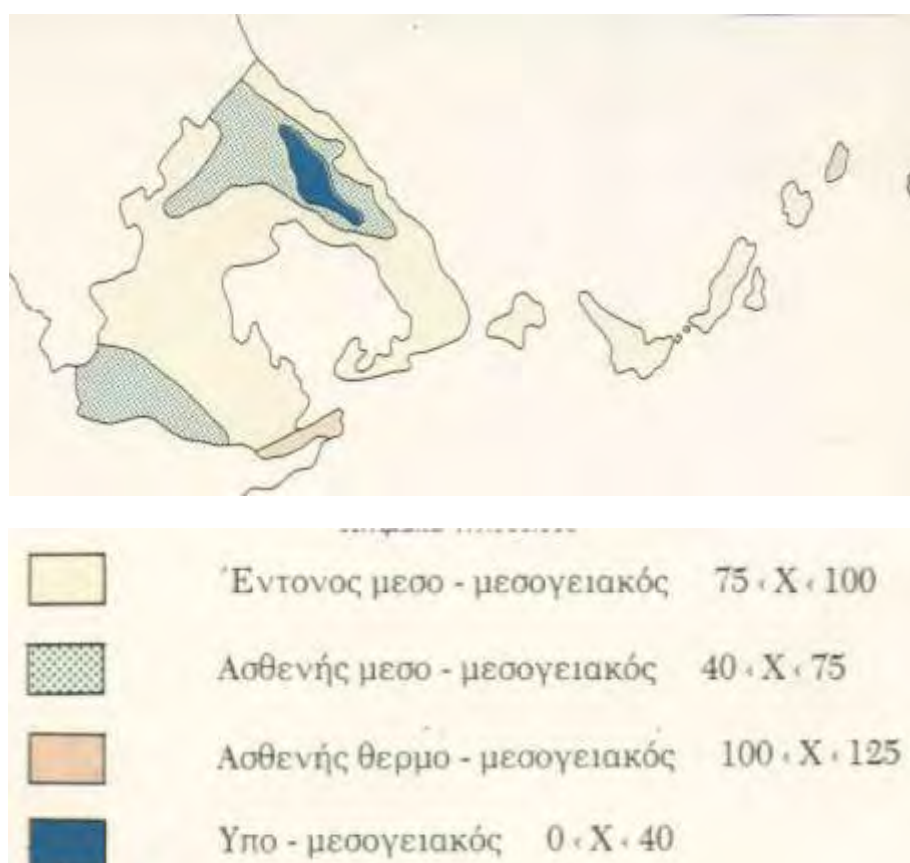 Έντονος μεσο - μεσογειακός 75 ‹ X ‹ 100
Ασθενής μεσο - μεσογειακός 40 ‹ X ‹ 75
Ασθενής θερμο - μεσογειακός 100 ‹ X ‹ 125
Υπο - μεσογειακός 0 ‹ X ‹ 40